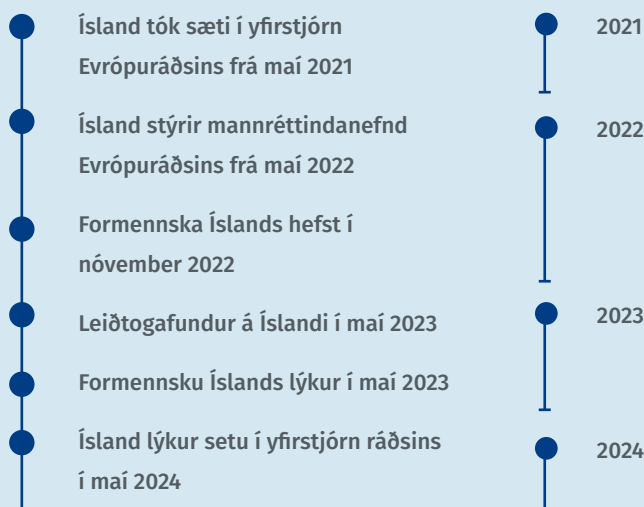 Ísland tók sæti í yfirstjórn
Evrópuráðsins frá maí 2021
Ísland stýrir mannréttindanefnd
Evrópuráðsins frá maí 2022
Formennska Íslands hefst í
nóvember 2022
Leiðtogafundur á Íslandi í maí 2023
Formennsku Íslands lýkur í maí 2023
Ísland lýkur setu í yfirstjórn ráðsins
í maí 2024
2021
2022
2023
2024